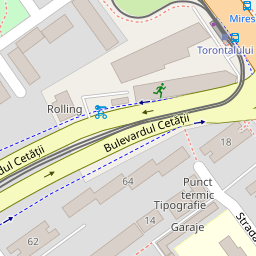 Mires
Torontalului
Rolling
Bulevardul Cetății
dul Cetății
18
64
Punct
termic
Tipografie
14
Garaje
62
Strada